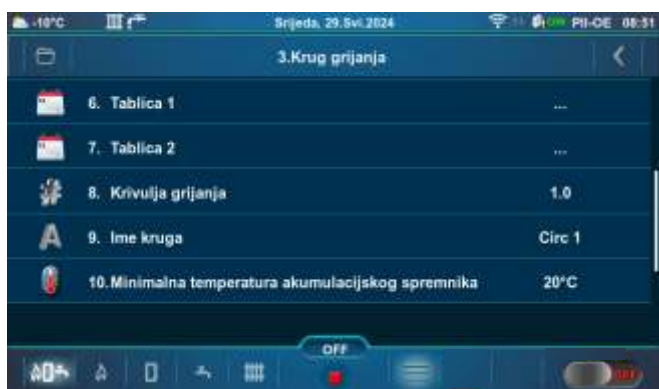 -10°C Srijeda, 29.Svi.2024 PII-OE 08:51
3.Krug grijanja
6. Tablica 1 ...
7. Tablica 2 ...
8. Krivulja grijanja 1.0
9. Ime kruga Circ 1
10.Minimalna temperatura akumulacijskog spremnika 20°C
OFF
OFF